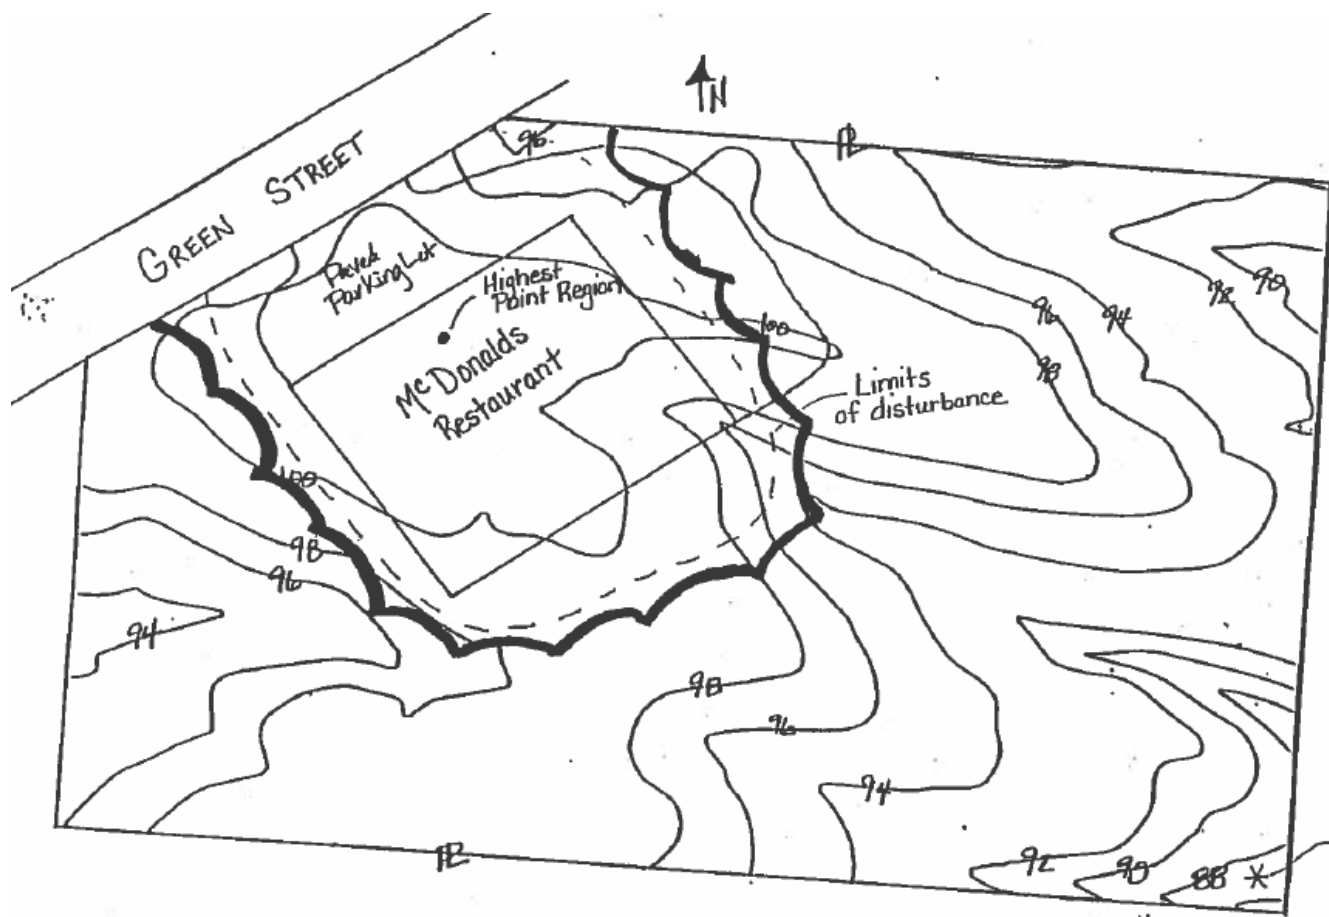 N
PL
96
GREEN STREET
Paved
Parking Lot
Highest
Point Region
McDonalds
Restaurant
100
96
94
92
90
98
Limits
of disturbance
100
98
96
94
98
96
94
92
90
88 *
PL